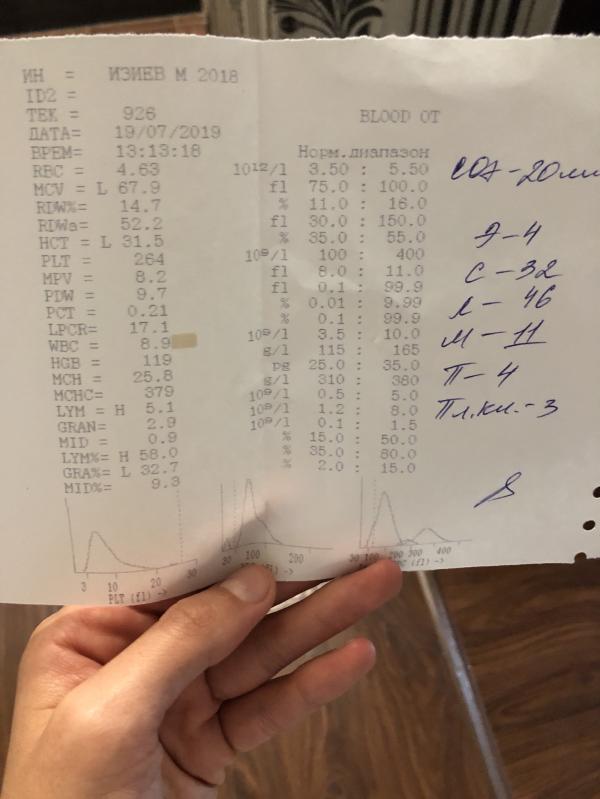 ИН = ИЗИЕВ М 2018
ID2 =
ТЕК = 926 BLOOD OT
ДАТА= 19/07/2019
ВРЕМ= 13:13:18 Норм.диапазон
RBC = 4.63 10¹²/l 3.50 : 5.50
MCV = L 67.9 fl 75.0 : 100.0
RDW%= 14.7 % 11.0 : 16.0
RDWa= 52.2 fl 30.0 : 150.0
HCT = L 31.5 % 35.0 : 55.0
PLT = 264 10⁹/l 100 : 400
MPV = 8.2 fl 8.0 : 11.0
PDW = 9.7 fl 0.1 : 99.9
PCT = 0.21 % 0.01 : 9.99
LPCR= 17.1 % 0.1 : 99.9
WBC = 8.9 10⁹/l 3.5 : 10.0
HGB = 119 g/l 115 : 165
MCH = 25.8 pg 25.0 : 35.0
MCHC= 379 g/l 310 : 380
LYM = H 5.1 10⁹/l 0.5 : 5.0
GRAN= 2.9 10⁹/l 1.2 : 8.0
MID = 0.9 10⁹/l 0.1 : 1.5
LYM%= H 58.0 % 15.0 : 50.0
GRA%= L 32.7 % 35.0 : 80.0
MID%= 9.3 % 2.0 : 15.0
СОЭ-20мм
Э-4
С-32
Л-46
М-11
П-4
Пл.кл.-3
3 10 20 30
PLT (fl) ->
30 100 200
(fl) ->
30 100 200 300 400
(fl) ->